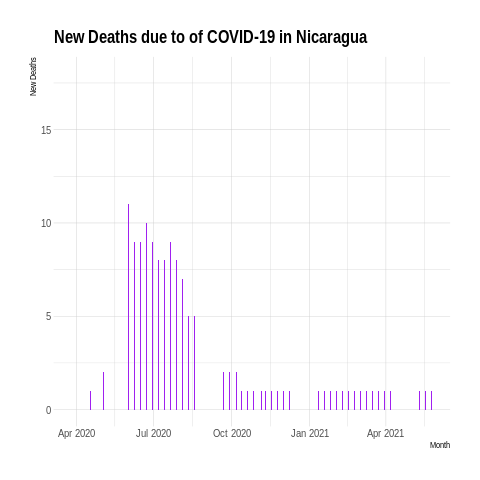 New Deaths due to of COVID-19 in Nicaragua
New Deaths
15
10
5
0
Apr 2020 Jul 2020 Oct 2020 Jan 2021 Apr 2021
Month